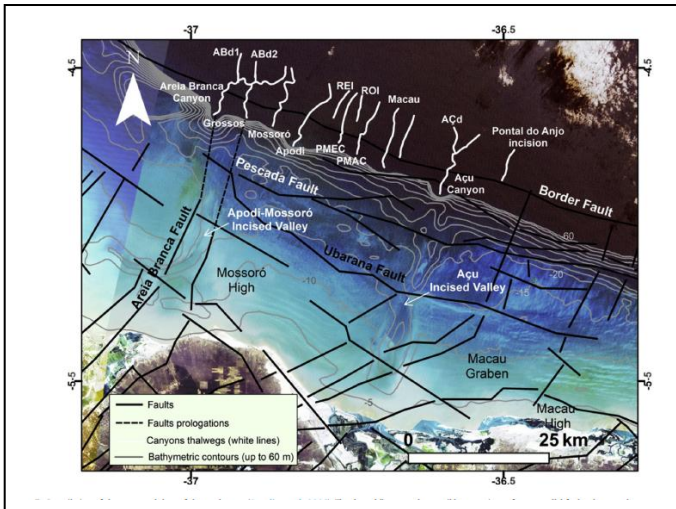 -37
-36.5
-4.5
-4.5
N
ABd1
ABd2
Areia Branca
Canyon
Grossos
Mossoró
Apodi
REI
ROI
Macau
PMEC
PMAC
AÇd
Açu
Canyon
Pontal do Anjo
incision
Pescada Fault
Border Fault
-60
Apodi-Mossoró
Incised Valley
Areia Branca Fault
Ubarana Fault
Açu
Incised Valley
-20
-15
-10
Mossoró
High
Macau
Graben
-5
Macau
High
-5.5
-5.5
Faults
Faults prologations
Canyons thalwegs (white lines)
Bathymetric contours (up to 60 m)
0
25 km
-37
-36.5